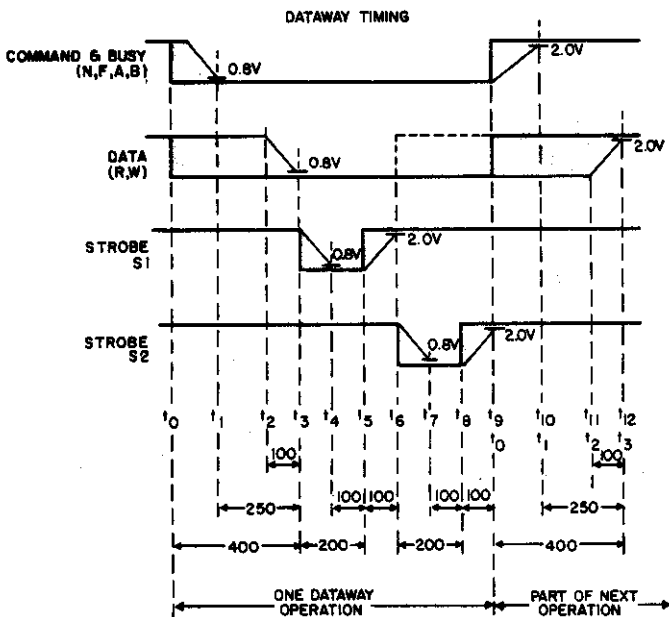 DATAWAY TIMING
COMMAND & BUSY
(N,F,A,B)
0.8V
2.0V
DATA
(R,W)
0.8V
2.0V
STROBE
S1
0.8V
2.0V
STROBE
S2
0.8V
2.0V
t0 t1 t2 t3 t4 t5 t6 t7 t8 t9 t10 t11 t12
t0 t1 t2 t3
100 100
100 100 100 100
250 250
400 200 200 400
ONE DATAWAY
OPERATION
PART OF NEXT
OPERATION